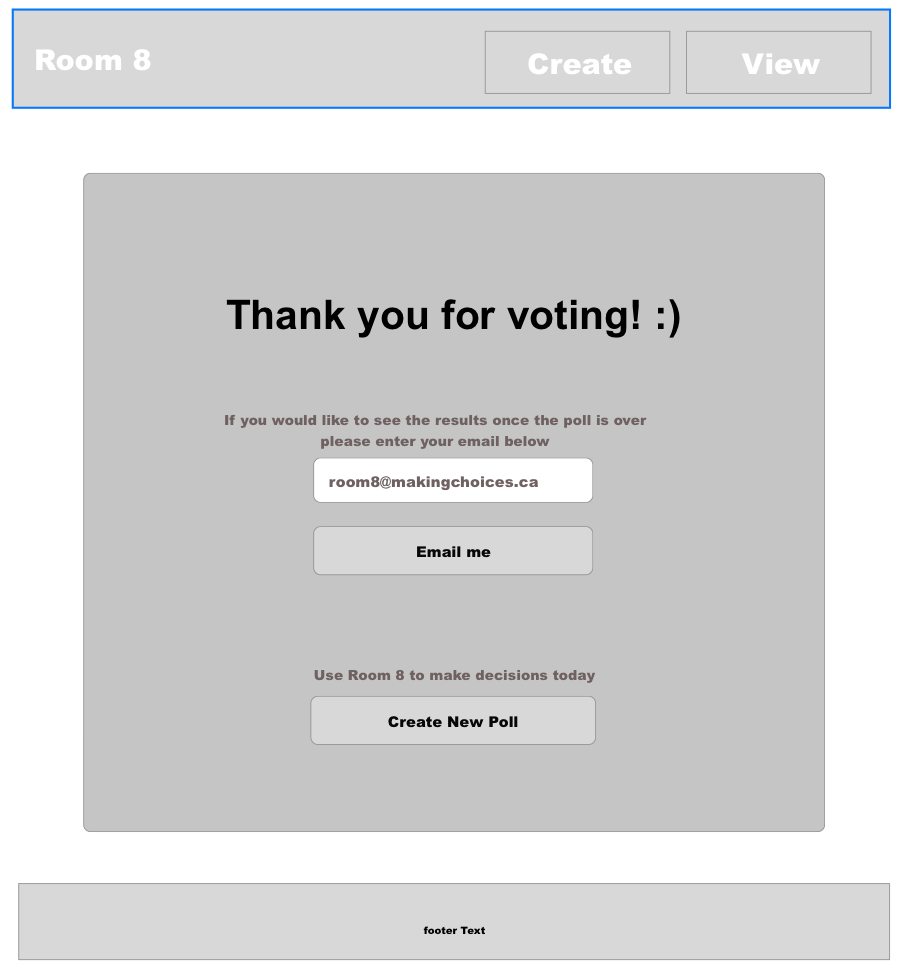 Room 8
Create
View
Thank you for voting! :)
If you would like to see the results once the poll is over
please enter your email below
room8@makingchoices.ca
Email me
Use Room 8 to make decisions today
Create New Poll
footer Text